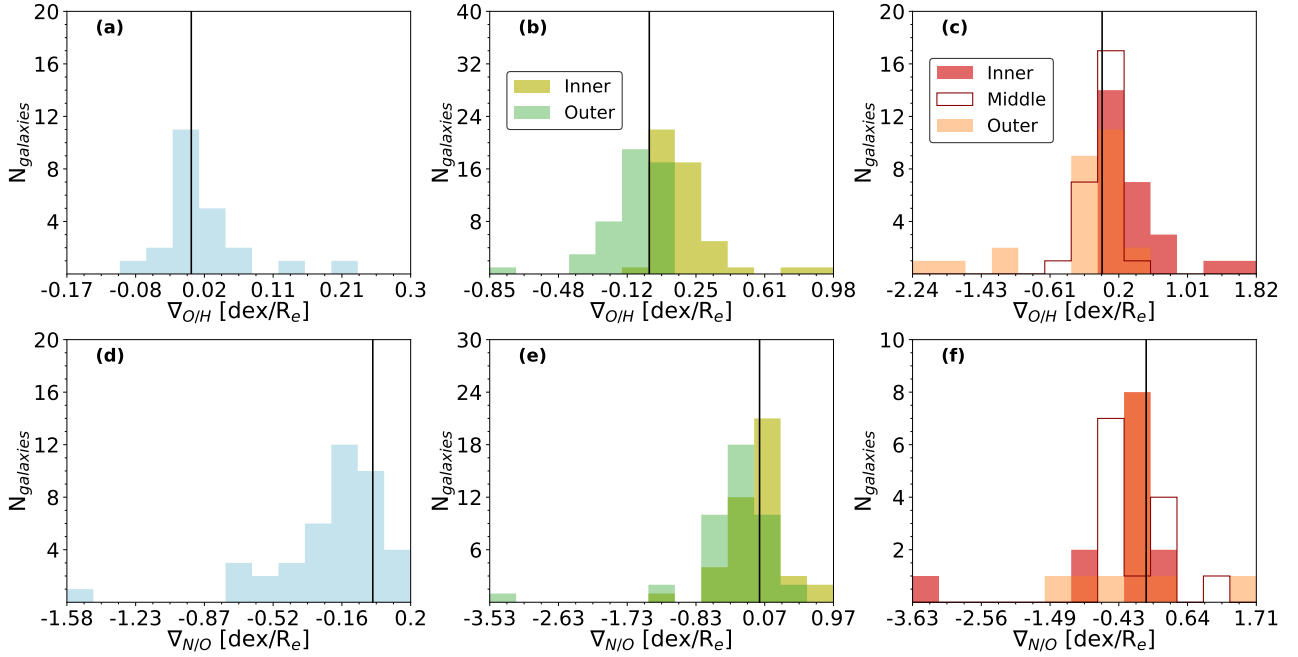 20
16
12
8
4
N_galaxies
(a)
-0.17 -0.08 0.02 0.11 0.21 0.3
∇_O/H [dex/R_e]
40
32
24
16
8
N_galaxies
(b)
Inner
Outer
-0.85 -0.48 -0.12 0.25 0.61 0.98
∇_O/H [dex/R_e]
20
16
12
8
4
N_galaxies
(c)
Inner
Middle
Outer
-2.24 -1.43 -0.61 0.2 1.01 1.82
∇_O/H [dex/R_e]
20
16
12
8
4
N_galaxies
(d)
-1.58 -1.23 -0.87 -0.52 -0.16 0.2
∇_N/O [dex/R_e]
30
24
18
12
6
N_galaxies
(e)
-3.53 -2.63 -1.73 -0.83 0.07 0.97
∇_N/O [dex/R_e]
10
8
6
4
2
N_galaxies
(f)
-3.63 -2.56 -1.49 -0.43 0.64 1.71
∇_N/O [dex/R_e]